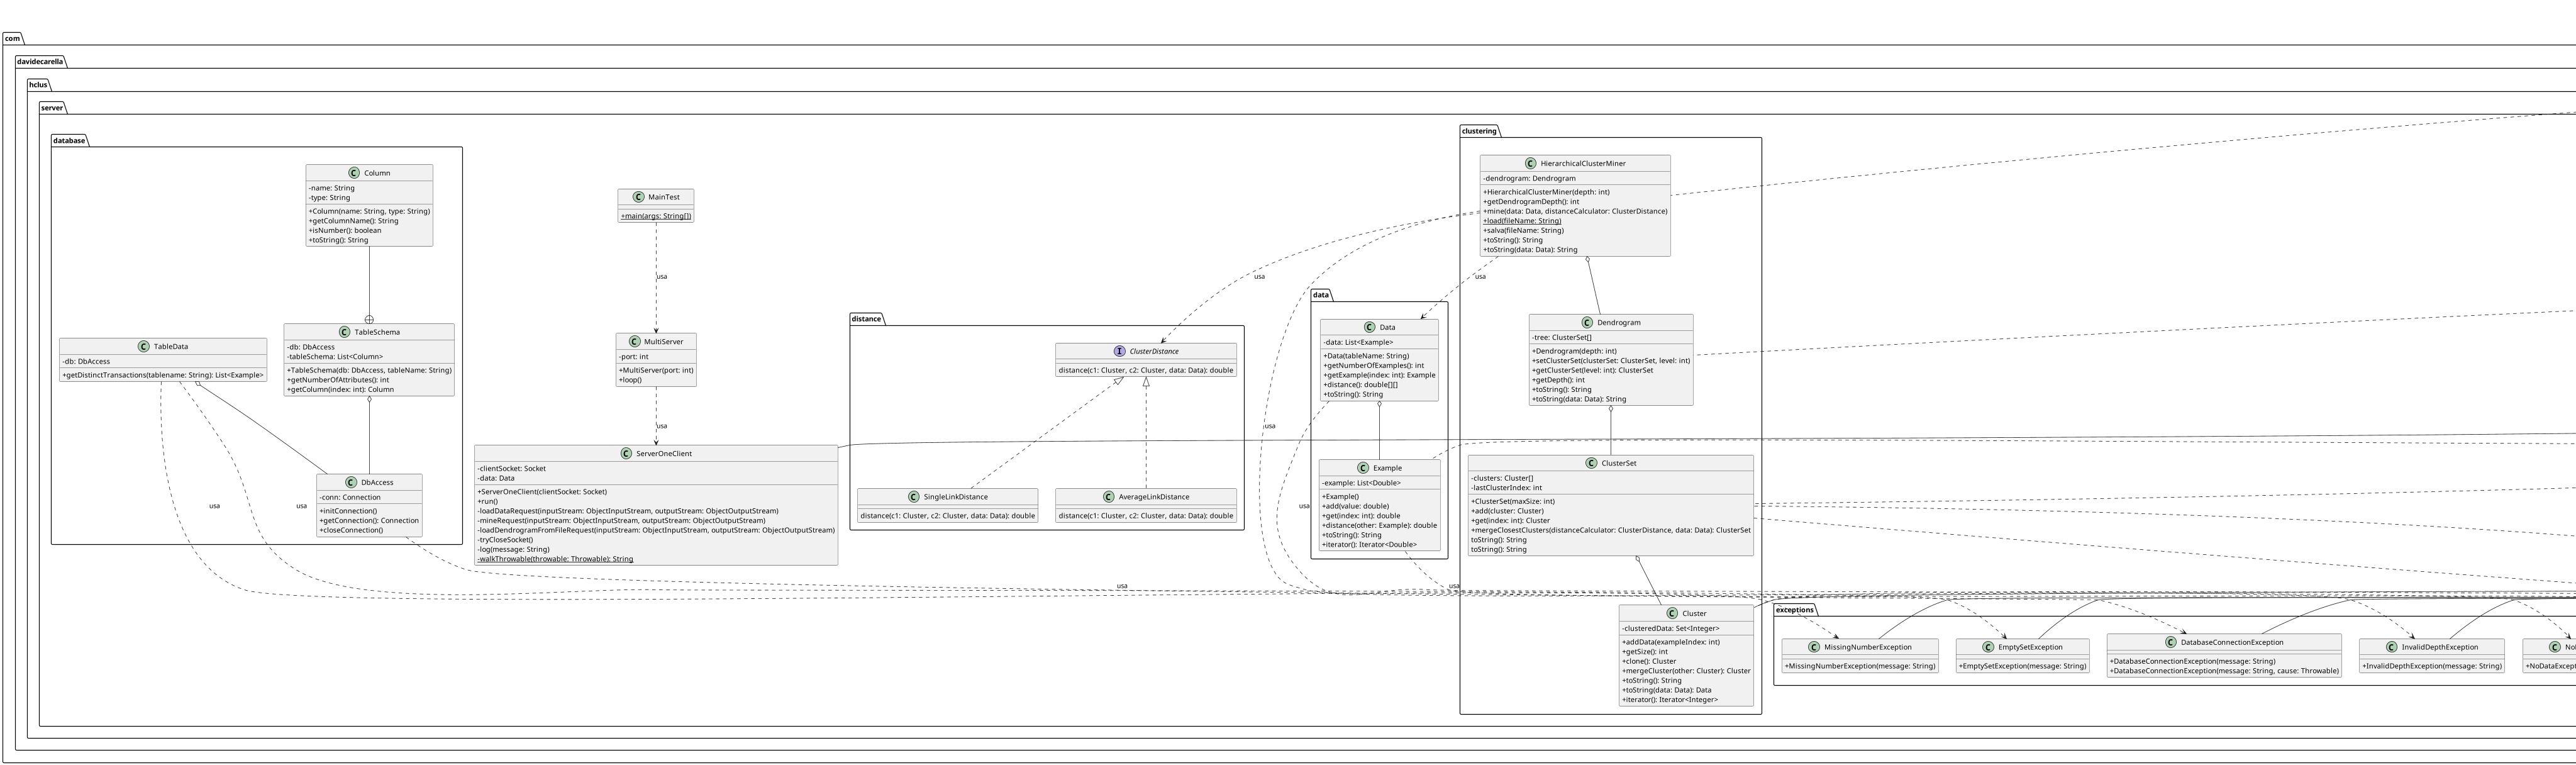 com
davidecarella
hclus
server
database
Column
-name: String
-type: String
+Column(name: String, type: String)
+getColumnName(): String
+isNumber(): boolean
+toString(): String
TableData
-db: DbAccess
+getDistinctTransactions(tablename: String): List<Example>
TableSchema
-db: DbAccess
-tableSchema: List<Column>
+TableSchema(db: DbAccess, tableName: String)
+getNumberOfAttributes(): int
+getColumn(index: int): Column
DbAccess
-conn: Connection
+initConnection()
+getConnection(): Connection
+closeConnection()
usa
usa
MainTest
+main(args: String[])
usa
MultiServer
-port: int
+MultiServer(port: int)
+loop()
usa
ServerOneClient
-clientSocket: Socket
-data: Data
+ServerOneClient(clientSocket: Socket)
+run()
-loadDataRequest(inputStream: ObjectInputStream, outputStream: ObjectOutputStream)
-mineRequest(inputStream: ObjectInputStream, outputStream: ObjectOutputStream)
-loadDendrogramFromFileRequest(inputStream: ObjectInputStream, outputStream: ObjectOutputStream)
-tryCloseSocket()
-log(message: String)
-walkThrowable(throwable: Throwable): String
distance
ClusterDistance
distance(c1: Cluster, c2: Cluster, data: Data): double
SingleLinkDistance
distance(c1: Cluster, c2: Cluster, data: Data): double
AverageLinkDistance
distance(c1: Cluster, c2: Cluster, data: Data): double
usa
usa
usa
usa
data
Data
-data: List<Example>
+Data(tableName: String)
+getNumberOfExamples(): int
+getExample(index: int): Example
+distance(): double[][]
+toString(): String
usa
Example
-example: List<Double>
+Example()
+add(value: double)
+get(index: int): double
+distance(other: Example): double
+toString(): String
+iterator(): Iterator<Double>
usa
clustering
HierarchicalClusterMiner
-dendrogram: Dendrogram
+HierarchicalClusterMiner(depth: int)
+getDendrogramDepth(): int
+mine(data: Data, distanceCalculator: ClusterDistance)
+load(fileName: String)
+salva(fileName: String)
+toString(): String
+toString(data: Data): String
Dendrogram
-tree: ClusterSet[]
+Dendrogram(depth: int)
+setClusterSet(clusterSet: ClusterSet, level: int)
+getClusterSet(level: int): ClusterSet
+getDepth(): int
+toString(): String
+toString(data: Data): String
ClusterSet
-clusters: Cluster[]
-lastClusterIndex: int
+ClusterSet(maxSize: int)
+add(cluster: Cluster)
+get(index: int): Cluster
+mergeClosestClusters(distanceCalculator: ClusterDistance, data: Data): ClusterSet
toString(): String
toString(): String
Cluster
-clusteredData: Set<Integer>
+addData(exampleIndex: int)
+getSize(): int
+clone(): Cluster
+mergeCluster(other: Cluster): Cluster
+toString(): String
+toString(data: Data): Data
+iterator(): Iterator<Integer>
exceptions
MissingNumberException
+MissingNumberException(message: String)
EmptySetException
+EmptySetException(message: String)
DatabaseConnectionException
+DatabaseConnectionException(message: String)
+DatabaseConnectionException(message: String, cause: Throwable)
InvalidDepthException
+InvalidDepthException(message: String)